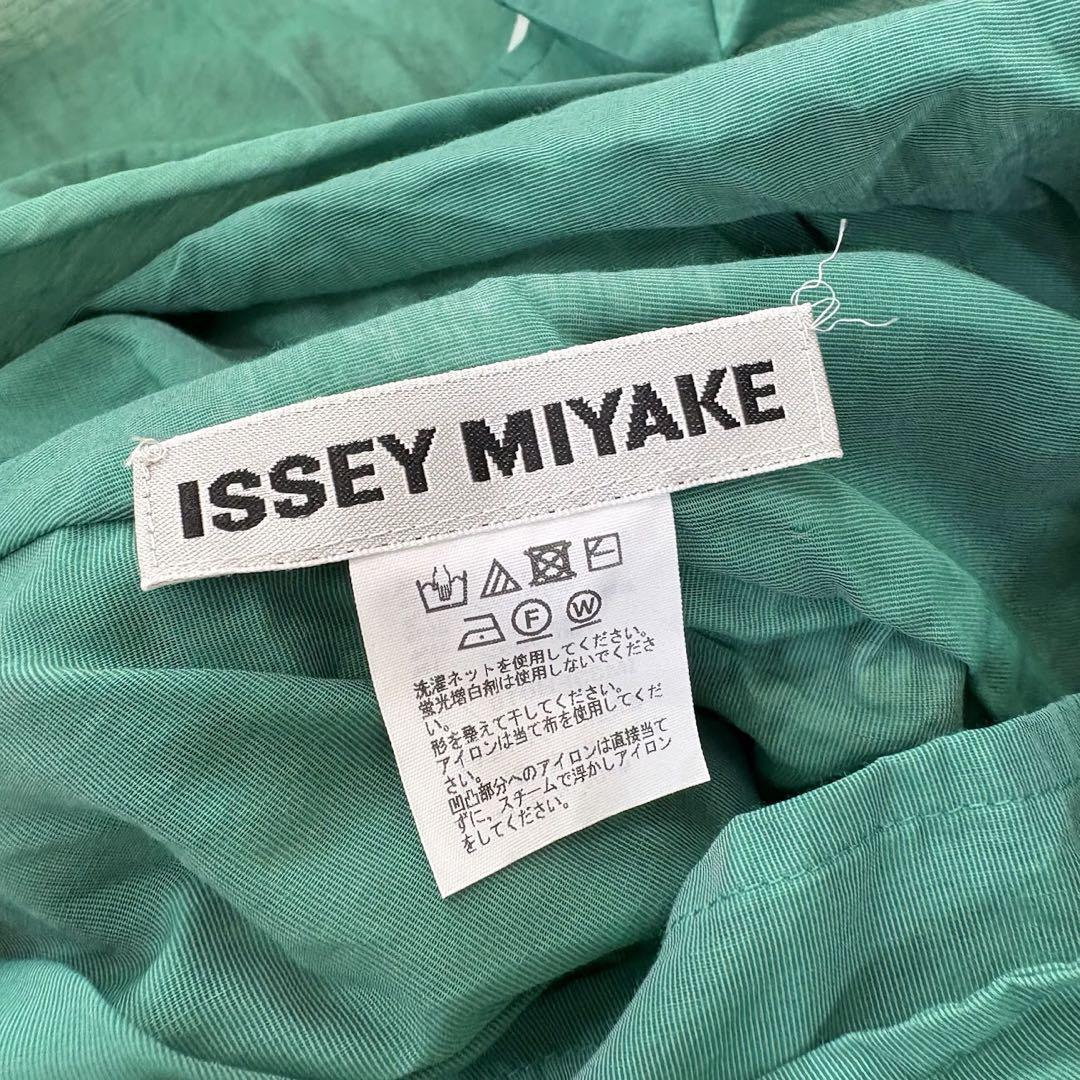 ISSEY MIYAKE
F W
洗濯ネットを使用してください。
蛍光増白剤は使用しないでくださ
い。
形を整えて干してください。
アイロンは当て布を使用してくだ
さい。
凹凸部分へのアイロンは直接当て
ずに、スチームで浮かしアイロン
をしてください。